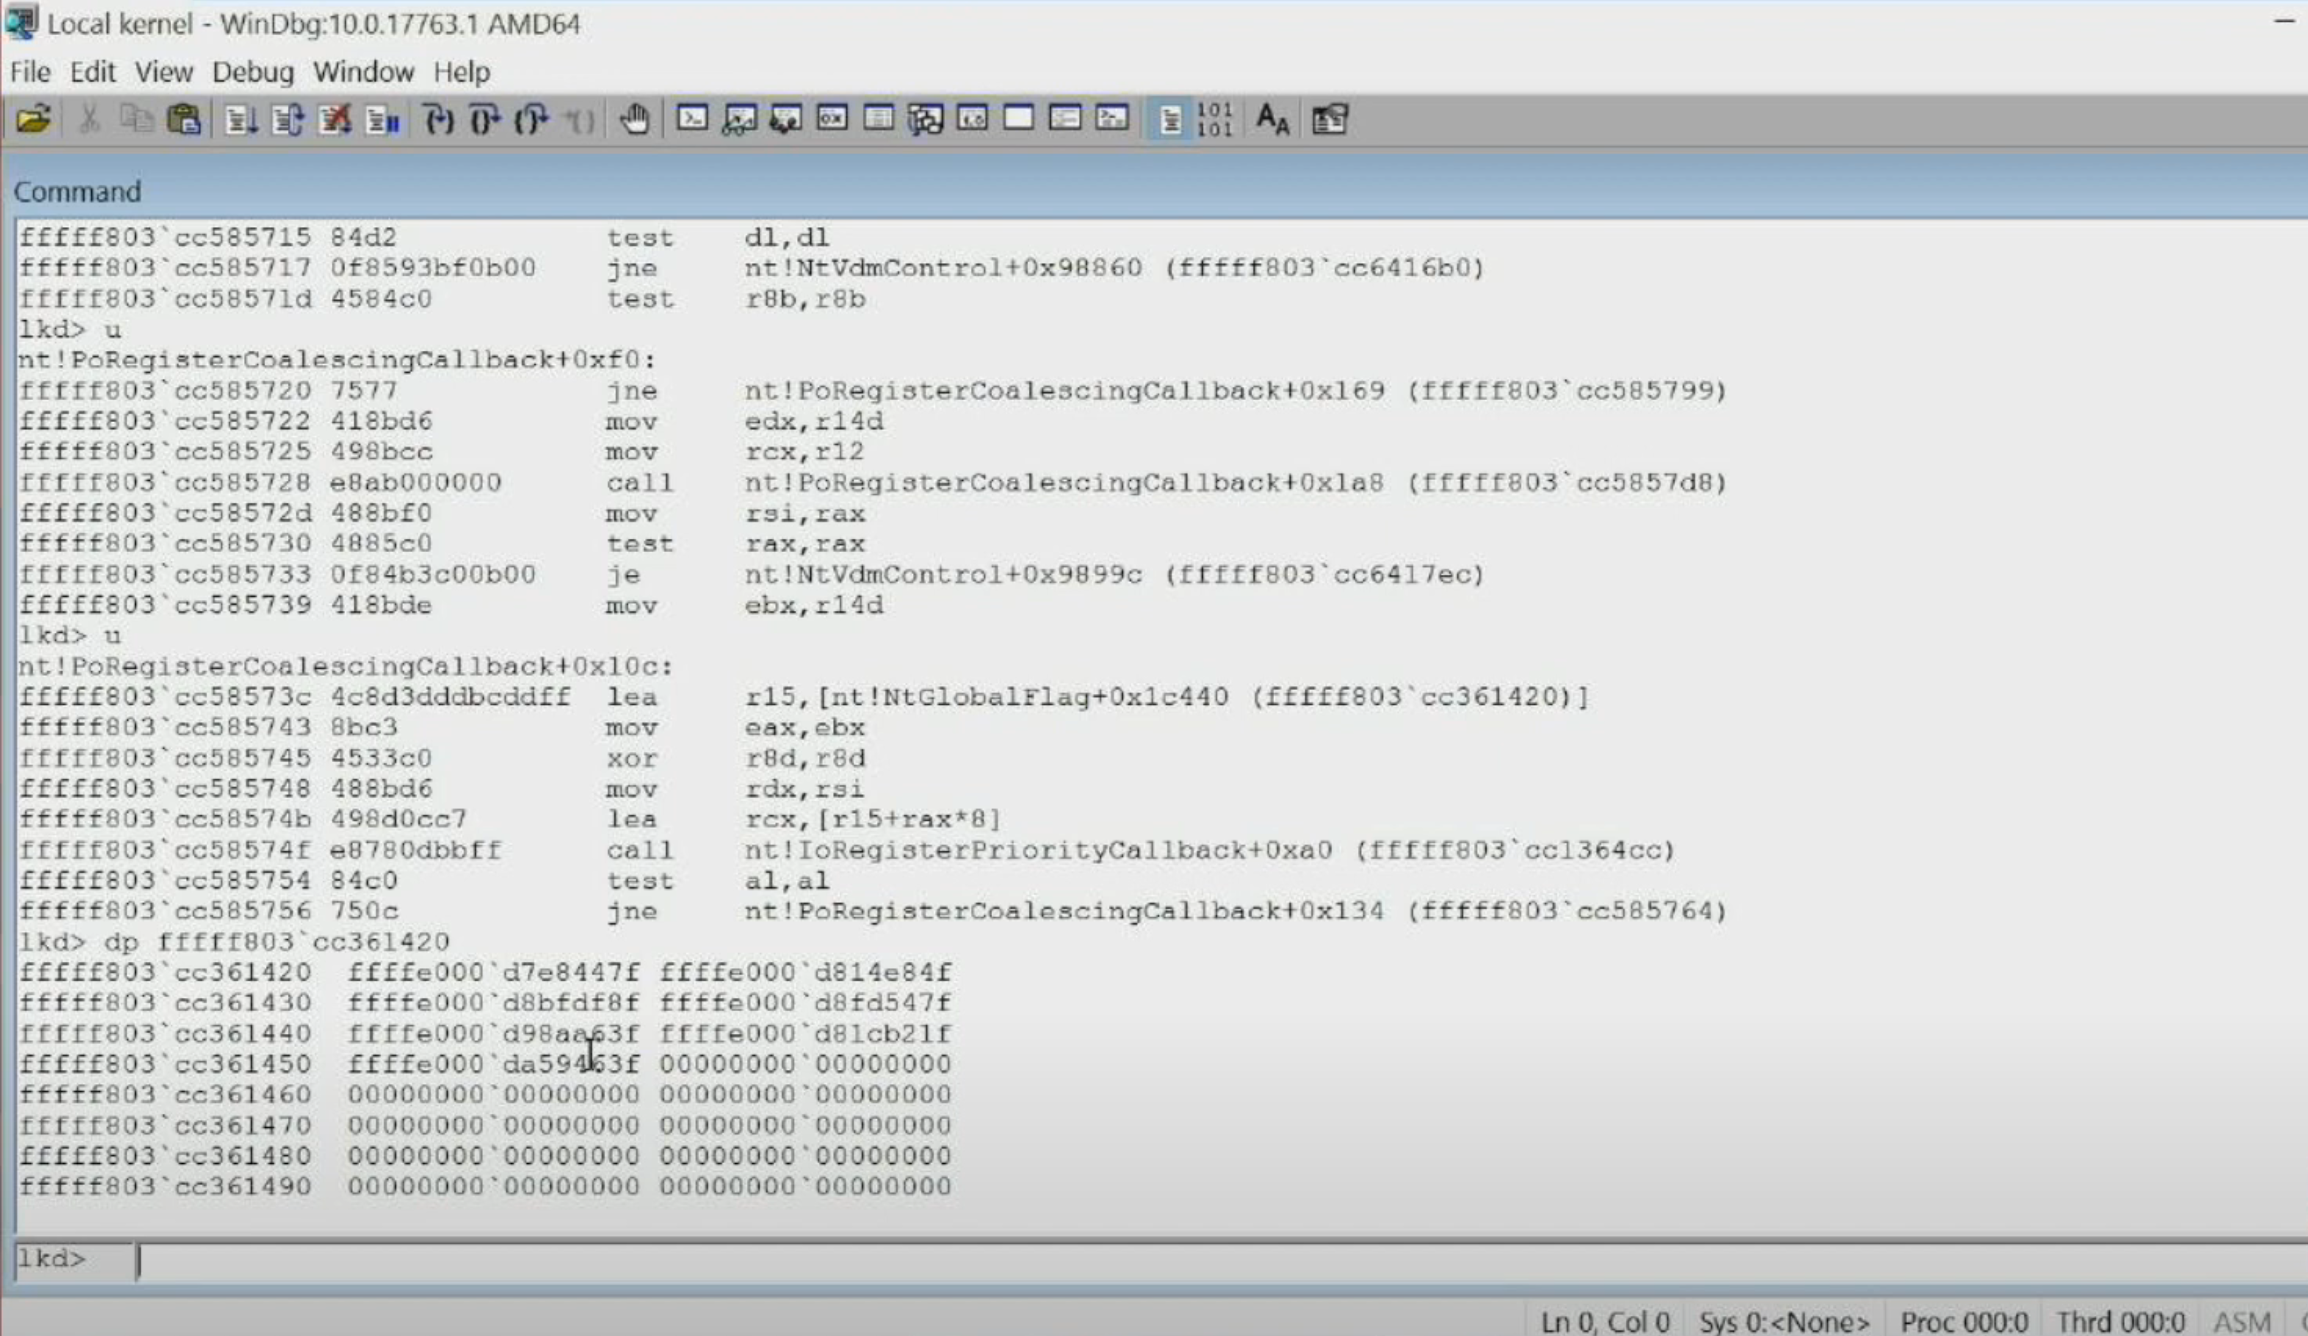 Local kernel - WinDbg:10.0.17763.1 AMD64
File Edit View Debug Window Help
101
101
Command
fffff803`cc585715 84d2 test dl,dl
fffff803`cc585717 0f8593bf0b00 jne nt!NtVdmControl+0x98860 (fffff803`cc6416b0)
fffff803`cc58571d 4584c0 test r8b,r8b
lkd> u
nt!PoRegisterCoalescingCallback+0xf0:
fffff803`cc585720 7577 jne nt!PoRegisterCoalescingCallback+0x169 (fffff803`cc585799)
fffff803`cc585722 418bd6 mov edx,r14d
fffff803`cc585725 498bcc mov rcx,r12
fffff803`cc585728 e8ab000000 call nt!PoRegisterCoalescingCallback+0x1a8 (fffff803`cc5857d8)
fffff803`cc58572d 488bf0 mov rsi,rax
fffff803`cc585730 4885c0 test rax,rax
fffff803`cc585733 0f84b3c00b00 je nt!NtVdmControl+0x9899c (fffff803`cc6417ec)
fffff803`cc585739 418bde mov ebx,r14d
lkd> u
nt!PoRegisterCoalescingCallback+0x10c:
fffff803`cc58573c 4c8d3dddbcddff lea r15,[nt!NtGlobalFlag+0x1c440 (fffff803`cc361420)]
fffff803`cc585743 8bc3 mov eax,ebx
fffff803`cc585745 4533c0 xor r8d,r8d
fffff803`cc585748 488bd6 mov rdx,rsi
fffff803`cc58574b 498d0cc7 lea rcx,[r15+rax*8]
fffff803`cc58574f e8780dbbff call nt!IoRegisterPriorityCallback+0xa0 (fffff803`cc1364cc)
fffff803`cc585754 84c0 test al,al
fffff803`cc585756 750c jne nt!PoRegisterCoalescingCallback+0x134 (fffff803`cc585764)
lkd> dp fffff803`cc361420
fffff803`cc361420 ffffe000`d7e8447f ffffe000`d814e84f
fffff803`cc361430 ffffe000`d8bfdf8f ffffe000`d8fd547f
fffff803`cc361440 ffffe000`d98aa63f ffffe000`d81cb21f
fffff803`cc361450 ffffe000`da59463f 00000000`00000000
fffff803`cc361460 00000000`00000000 00000000`00000000
fffff803`cc361470 00000000`00000000 00000000`00000000
fffff803`cc361480 00000000`00000000 00000000`00000000
fffff803`cc361490 00000000`00000000 00000000`00000000
lkd>
Ln 0, Col 0 Sys 0:<None> Proc 000:0 Thrd 000:0 ASM